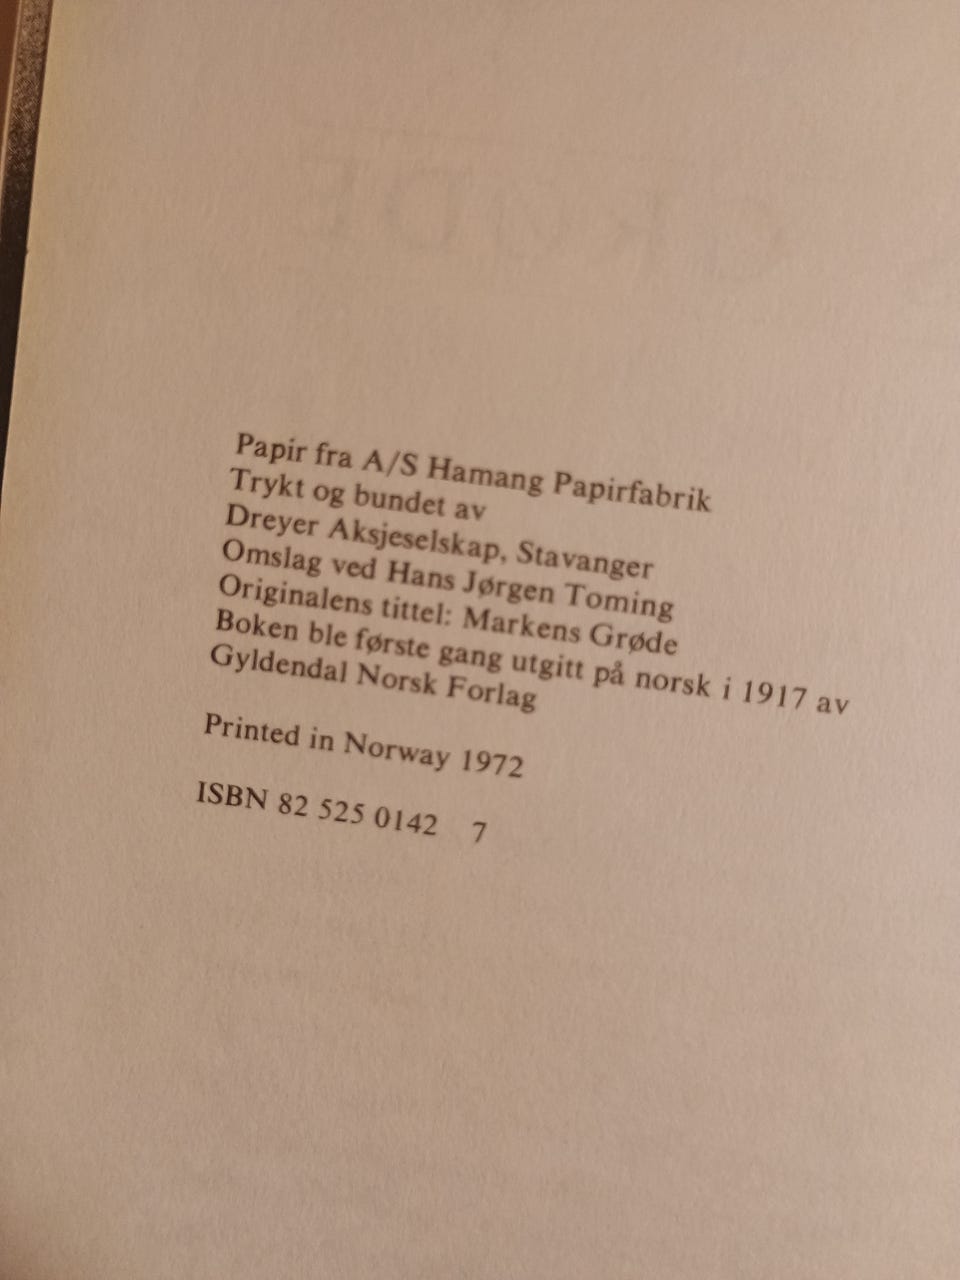 Papir fra A/S Hamang Papirfabrik
Trykt og bundet av
Dreyer Aksjeselskap, Stavanger
Omslag ved Hans Jørgen Toming
Originalens tittel: Markens Grøde
Boken ble første gang utgitt på norsk i 1917 av
Gyldendal Norsk Forlag
Printed in Norway 1972
ISBN 82 525 0142 7